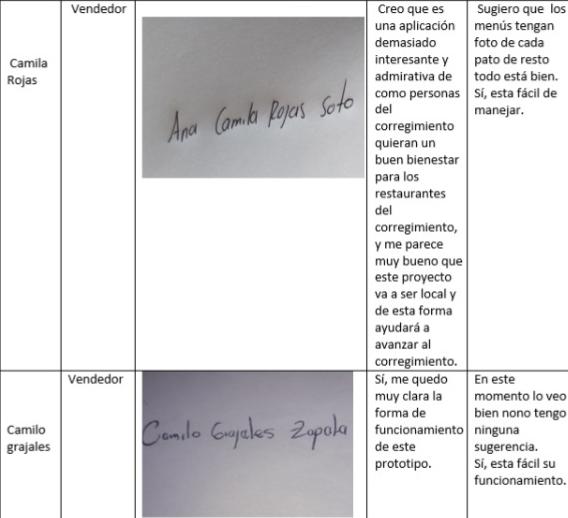 Camila
Rojas
Vendedor
Ana Camila Rojas Soto
Creo que es
una aplicación
demasiado
interesante y
admirativa de
como personas
del
corregimiento
quieran un
buen bienestar
para los
restaurantes
del
corregimiento,
y me parece
muy bueno que
este proyecto
va a ser local y
de esta forma
ayudará a
avanzar al
corregimiento.
Sugiero que  los
menús tengan
foto de cada
pato de resto
todo está bien.
Sí, esta fácil de
manejar.
Camilo
grajales
Vendedor
Camilo Grajales Zapata
Sí, me quedo
muy clara la
forma de
funcionamiento
de este
prototipo.
En este
momento lo veo
bien nono tengo
ninguna
sugerencia.
Sí, esta fácil su
funcionamiento.